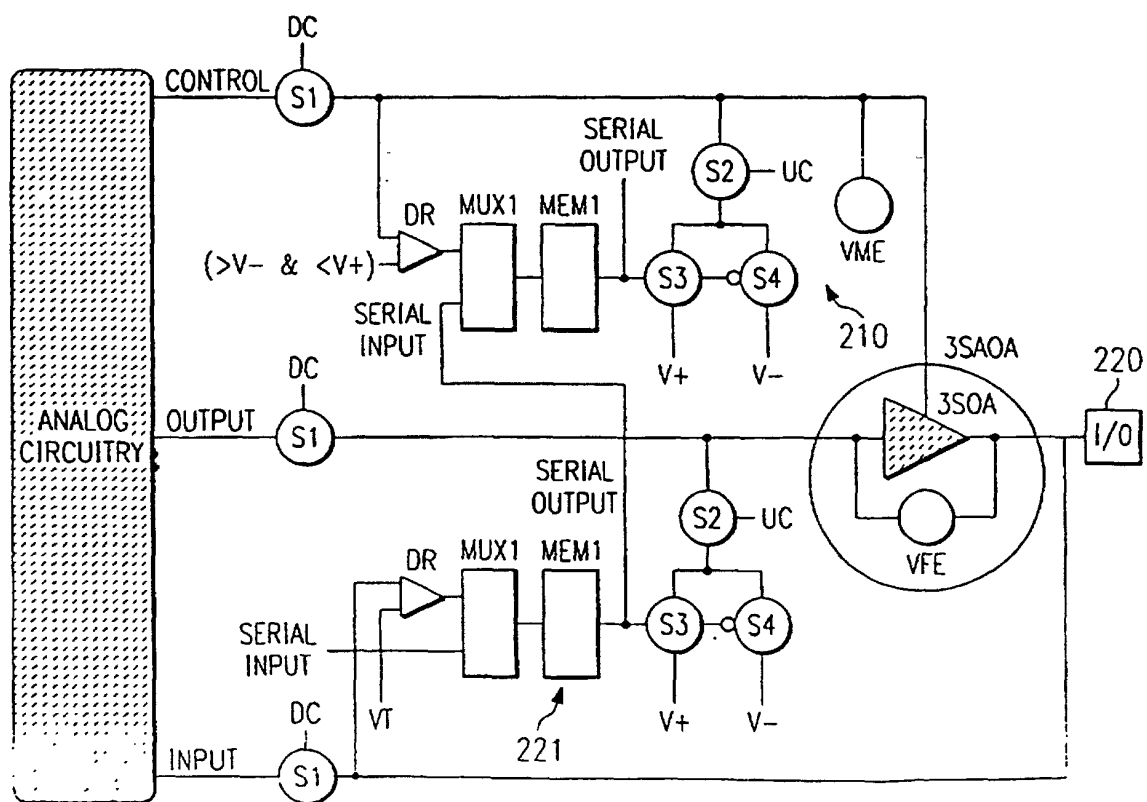 DC
CONTROL
S1
SERIAL
OUTPUT
S2
UC
DR
MUX1
MEM1
(>V- & <V+)
S3
S4
VME
210
SERIAL
INPUT
V+
V-
3SAOA
220
DC
3SOA
I/O
ANALOG
CIRCUITRY
OUTPUT
S1
SERIAL
OUTPUT
S2
UC
VFE
DR
MUX1
MEM1
S3
S4
SERIAL
INPUT
VT
221
V+
V-
DC
INPUT
S1